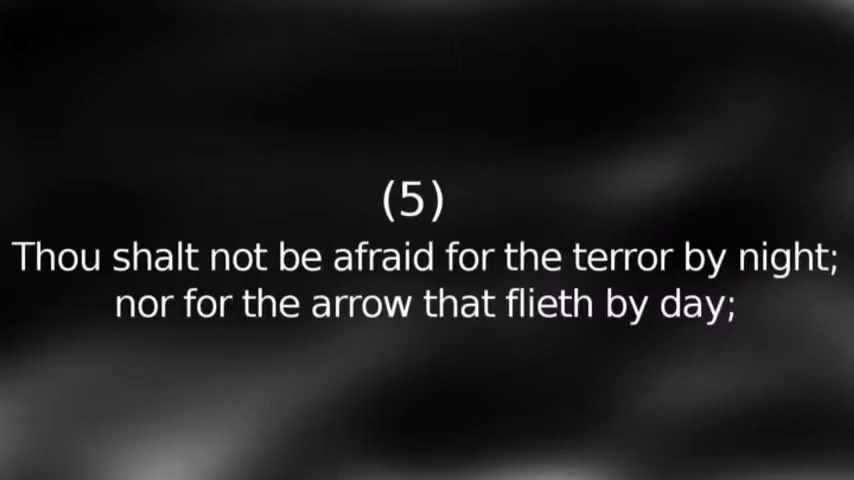 (5)
Thou shalt not be afraid for the terror by night;
nor for the arrow that flieth by day;